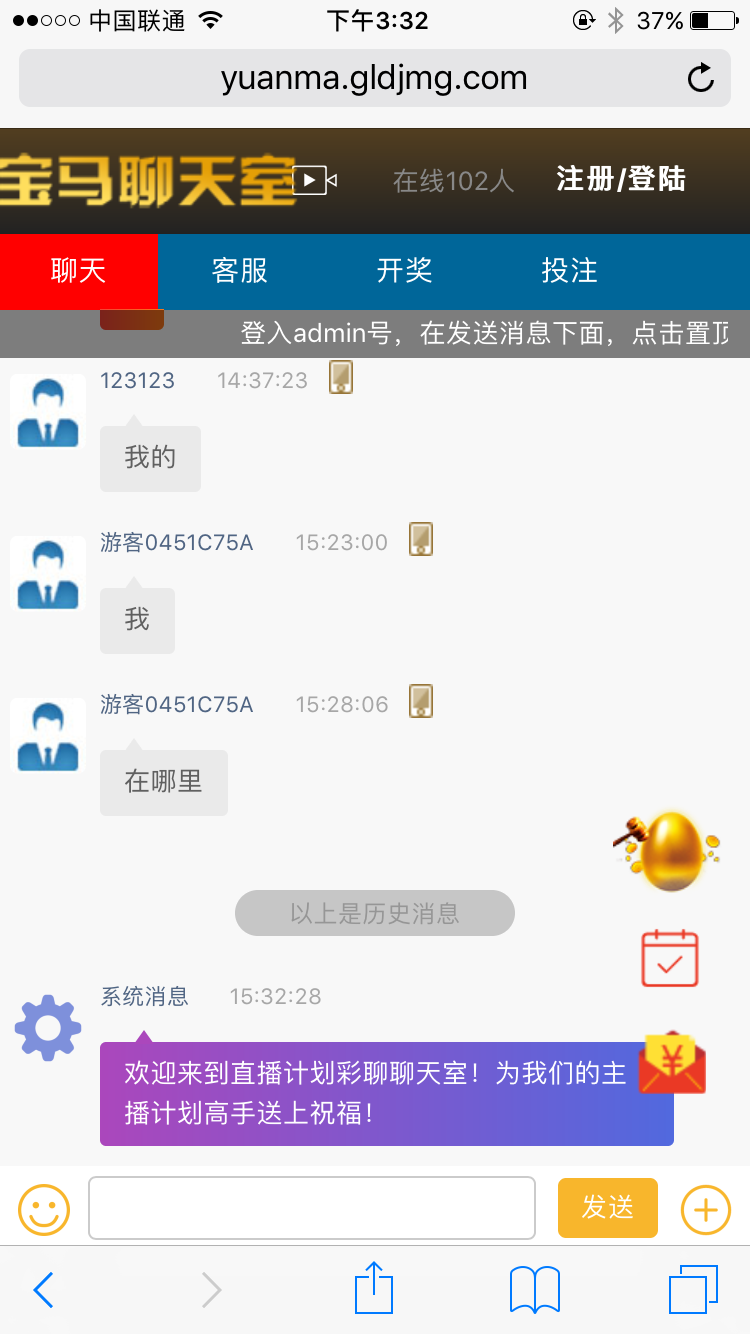 中国联通 下午3:32 37%
yuanma.gldjmg.com
宝马聊天室 在线102人 注册/登陆
聊天 客服 开奖 投注
登入admin号，在发送消息下面，点击置顶
123123 14:37:23
我的
游客0451C75A 15:23:00
我
游客0451C75A 15:28:06
在哪里
以上是历史消息
系统消息 15:32:28
欢迎来到直播计划彩聊聊天室！为我们的主
播计划高手送上祝福！
¥
发送